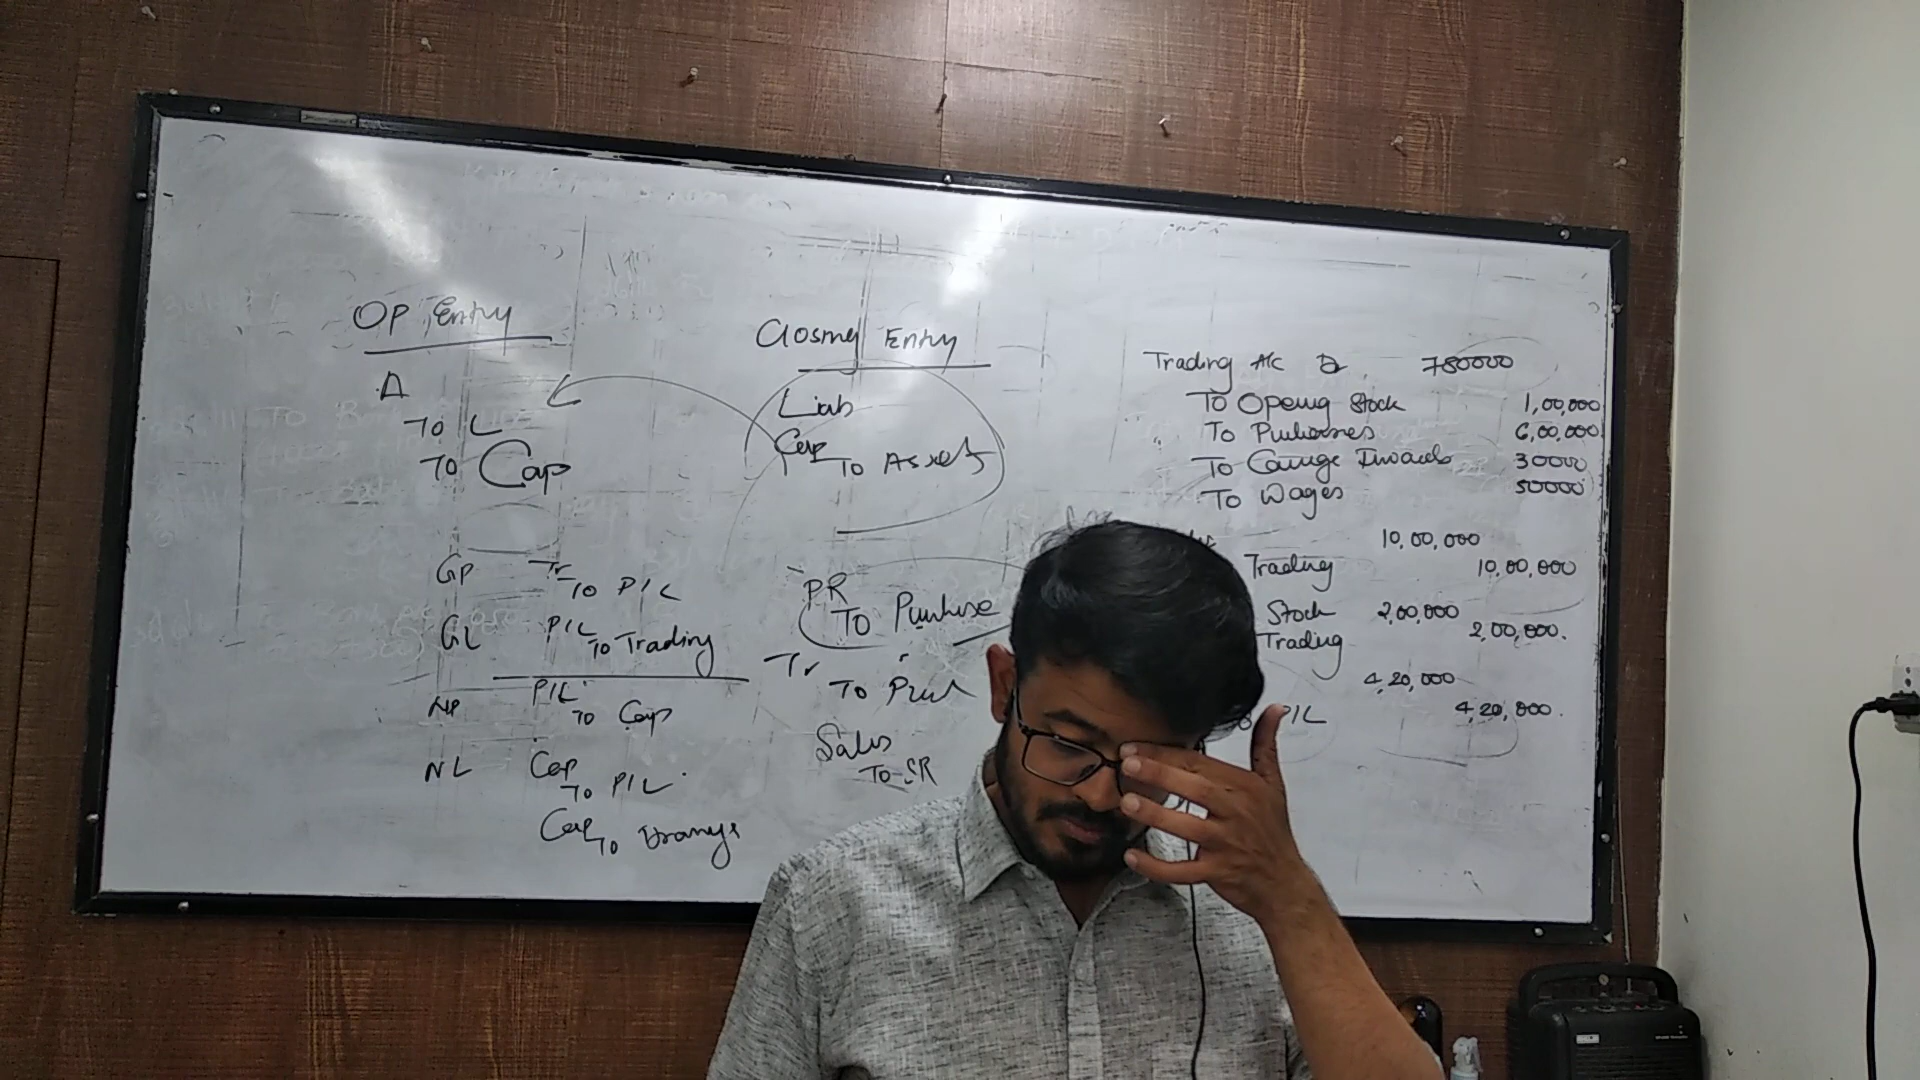 OP Entry
A
To L
To Cap
GP Tr
To P/L
GL P/L
To Trading
NP P/L
To Cap
NL Cap
To P/L
Cap
To Drawings
Closing Entry
Liab
Cap
To Assets
PR
To Purchase
Tr
To Purch
Sales
To SR
Trading A/c Dr 780000
To Opening Stock 1,00,000
To Purchases 6,00,000
To Carriage Inwards 30000
To Wages 50000
10,00,000
Trading 10,00,000
Stock 2,00,000
Trading 2,00,000.
4,20,000
P/L 4,20,000.